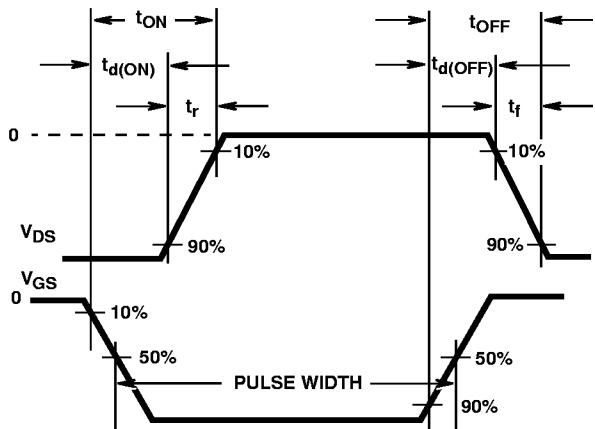 tON
tOFF
td(ON)
td(OFF)
tr
tf
0
10%
10%
VDS
90%
90%
VGS
0
10%
50%
50%
PULSE WIDTH
90%